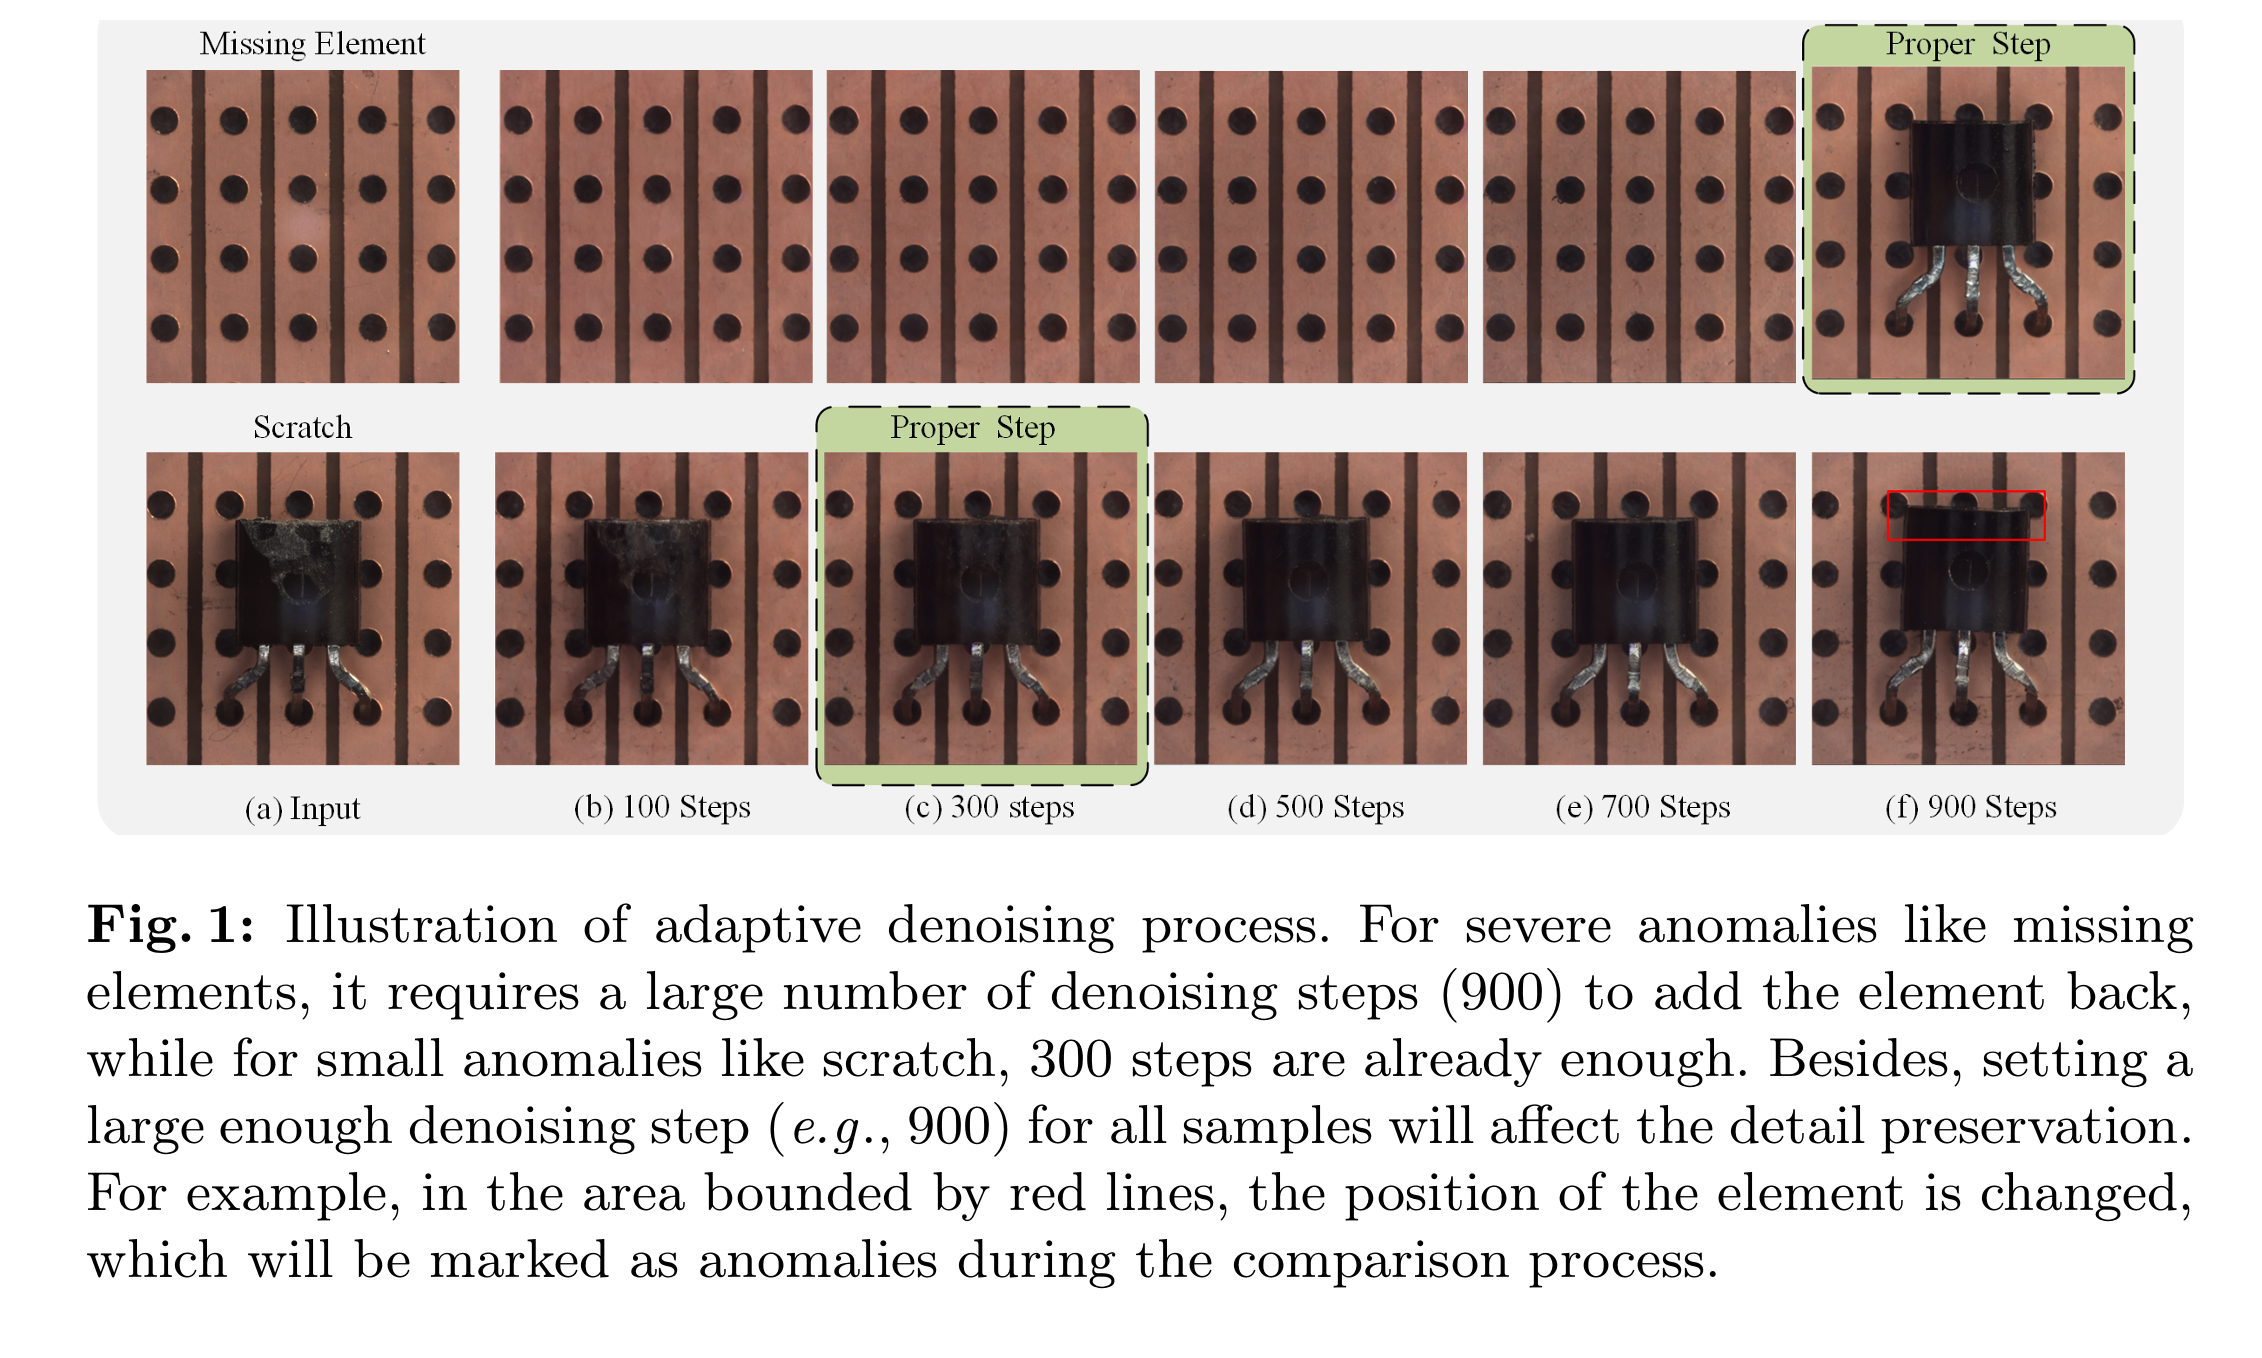 Missing Element
Proper Step
Scratch
Proper Step
(a) Input
(b) 100 Steps
(c) 300 steps
(d) 500 Steps
(e) 700 Steps
(f) 900 Steps
Fig. 1: Illustration of adaptive denoising process. For severe anomalies like missing
elements, it requires a large number of denoising steps (900) to add the element back,
while for small anomalies like scratch, 300 steps are already enough. Besides, setting a
large enough denoising step (e.g., 900) for all samples will affect the detail preservation.
For example, in the area bounded by red lines, the position of the element is changed,
which will be marked as anomalies during the comparison process.